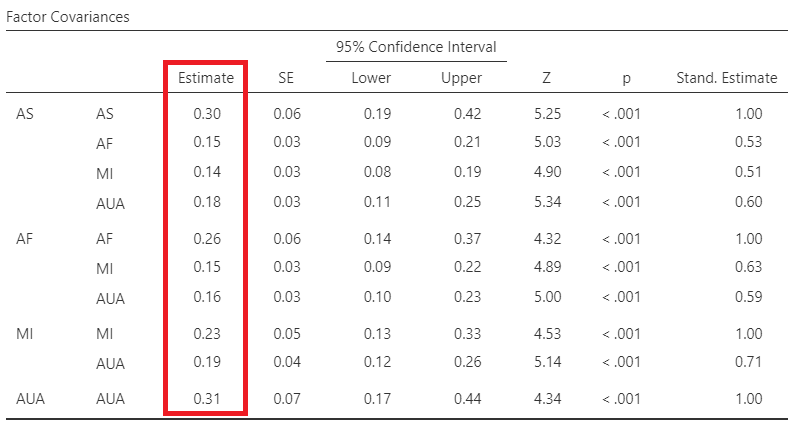 Factor Covariances
95% Confidence Interval
Estimate SE Lower Upper Z p Stand. Estimate
AS AS 0.30 0.06 0.19 0.42 5.25 < .001 1.00
AF 0.15 0.03 0.09 0.21 5.03 < .001 0.53
MI 0.14 0.03 0.08 0.19 4.90 < .001 0.51
AUA 0.18 0.03 0.11 0.25 5.34 < .001 0.60
AF AF 0.26 0.06 0.14 0.37 4.32 < .001 1.00
MI 0.15 0.03 0.09 0.22 4.89 < .001 0.63
AUA 0.16 0.03 0.10 0.23 5.00 < .001 0.59
MI MI 0.23 0.05 0.13 0.33 4.53 < .001 1.00
AUA 0.19 0.04 0.12 0.26 5.14 < .001 0.71
AUA AUA 0.31 0.07 0.17 0.44 4.34 < .001 1.00